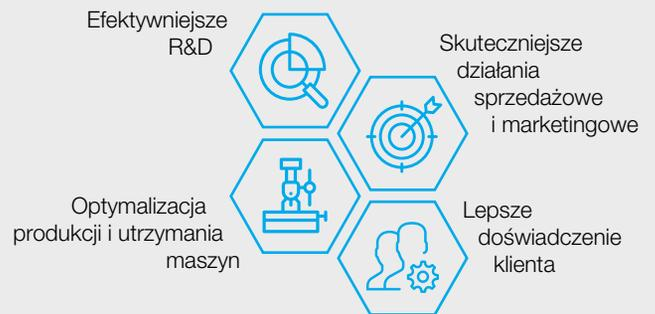 Efektywniejsze
R&D
Skuteczniejsze
działania
sprzedażowe
i marketingowe
Optymalizacja
produkcji i utrzymania
maszyn
Lepsze
doświadczenie
klienta